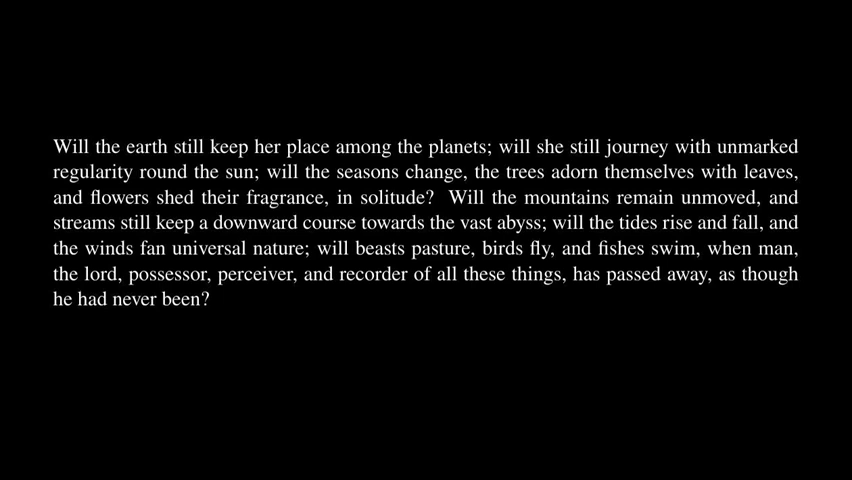 Will the earth still keep her place among the planets; will she still journey with unmarked
regularity round the sun; will the seasons change, the trees adorn themselves with leaves,
and flowers shed their fragrance, in solitude? Will the mountains remain unmoved, and
streams still keep a downward course towards the vast abyss; will the tides rise and fall, and
the winds fan universal nature; will beasts pasture, birds fly, and fishes swim, when man,
the lord, possessor, perceiver, and recorder of all these things, has passed away, as though
he had never been?